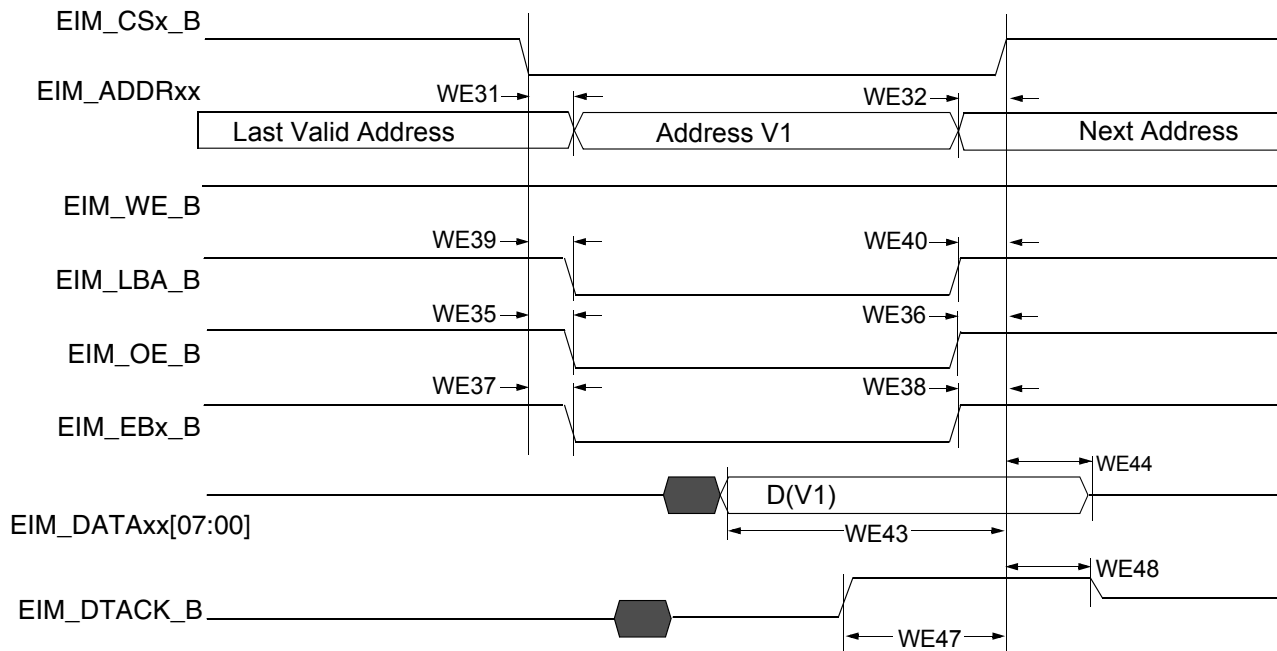 EIM_CSx_B
EIM_ADDRxx
WE31
WE32
Last Valid Address
Address V1
Next Address
EIM_WE_B
WE39
WE40
EIM_LBA_B
WE35
WE36
EIM_OE_B
WE37
WE38
EIM_EBx_B
WE44
D(V1)
EIM_DATAxx[07:00]
WE43
WE48
EIM_DTACK_B
WE47